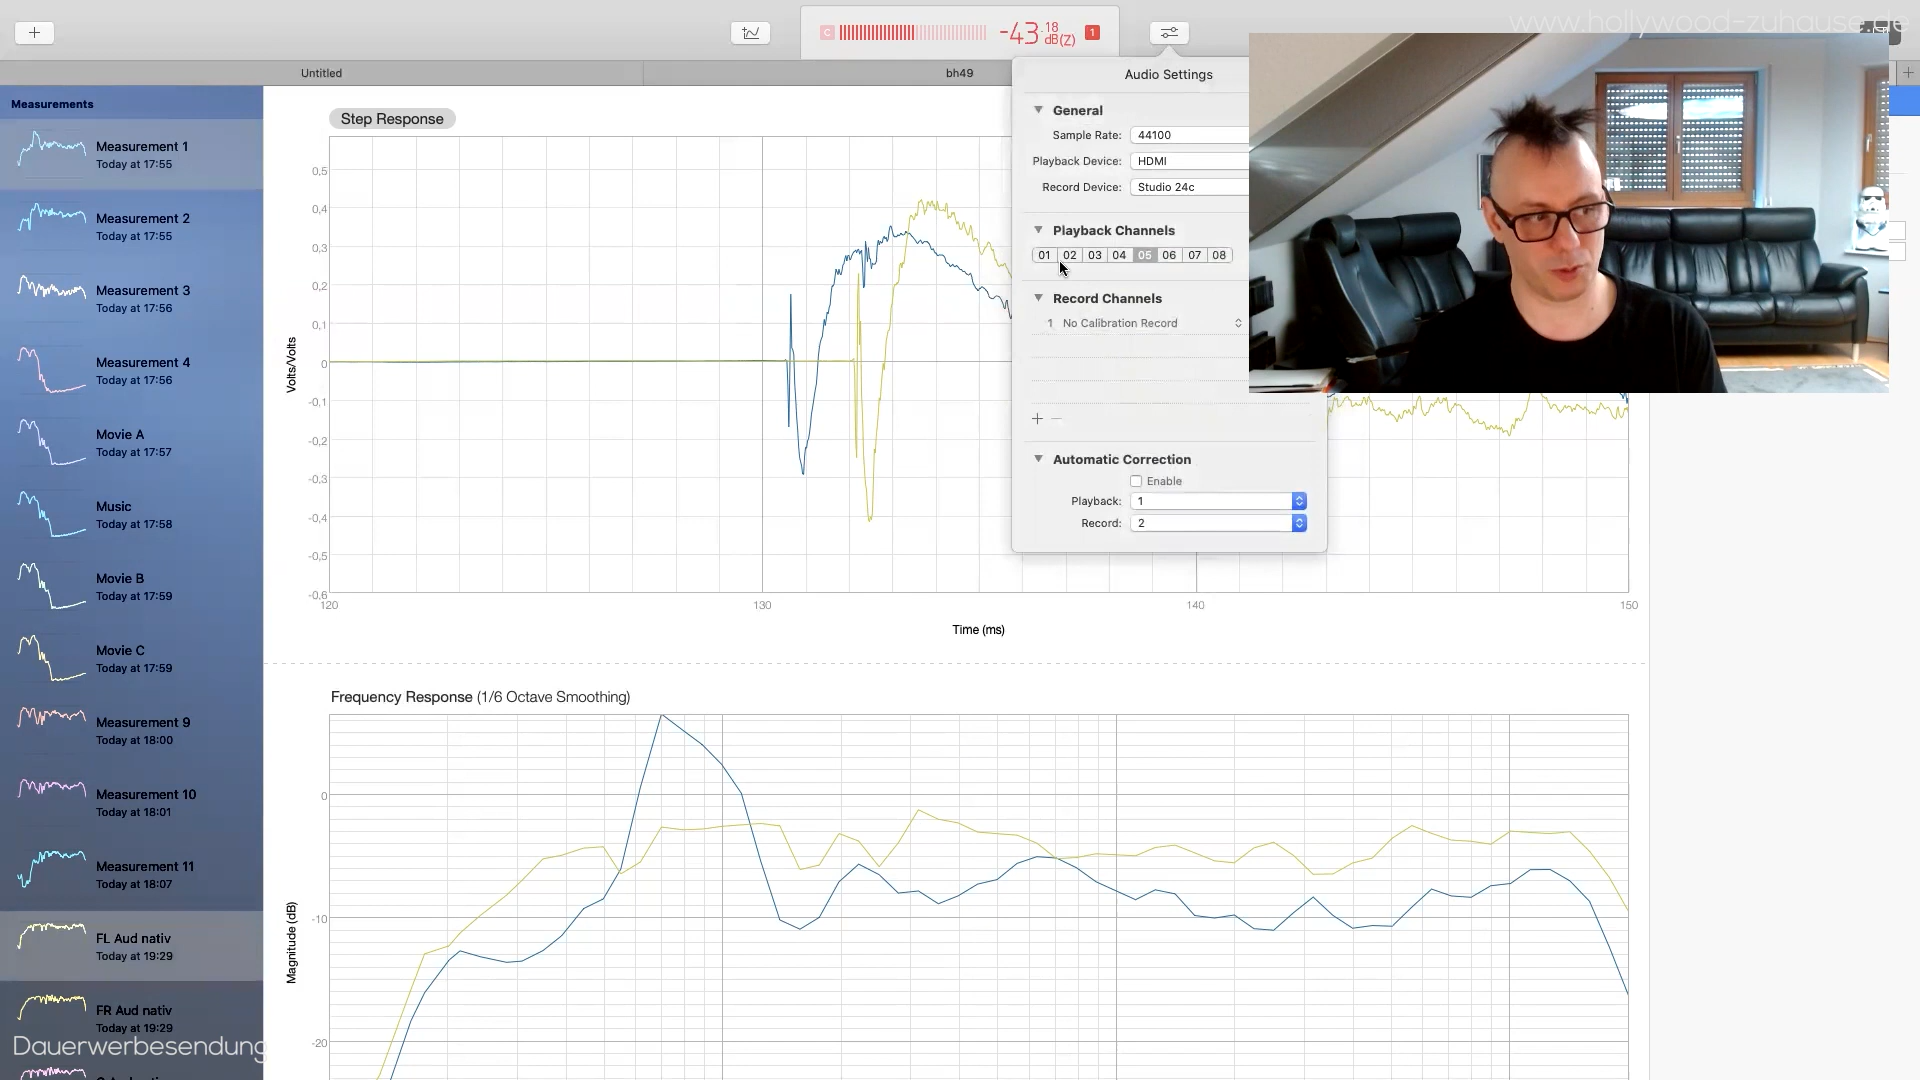 www.hollywood-zuhause.de
-43.18 dB(Z)
C
1
Untitled
bh49
Measurements
Measurement 1
Today at 17:55
Measurement 2
Today at 17:55
Measurement 3
Today at 17:56
Measurement 4
Today at 17:56
Movie A
Today at 17:57
Music
Today at 17:58
Movie B
Today at 17:59
Movie C
Today at 17:59
Measurement 9
Today at 18:00
Measurement 10
Today at 18:01
Measurement 11
Today at 18:07
FL Aud nativ
Today at 19:29
FR Aud nativ
Today at 19:29
Dauerwerbesendung
Step Response
Volts/Volts
0,5
0,4
0,3
0,2
0,1
0
-0,1
-0,2
-0,3
-0,4
-0,5
-0,6
120
130
140
150
Time (ms)
Audio Settings
General
Sample Rate: 44100
Playback Device: HDMI
Record Device: Studio 24c
Playback Channels
01 02 03 04 05 06 07 08
Record Channels
1 No Calibration Record
Automatic Correction
Enable
Playback: 1
Record: 2
Frequency Response (1/6 Octave Smoothing)
Magnitude (dB)
0
-10
-20